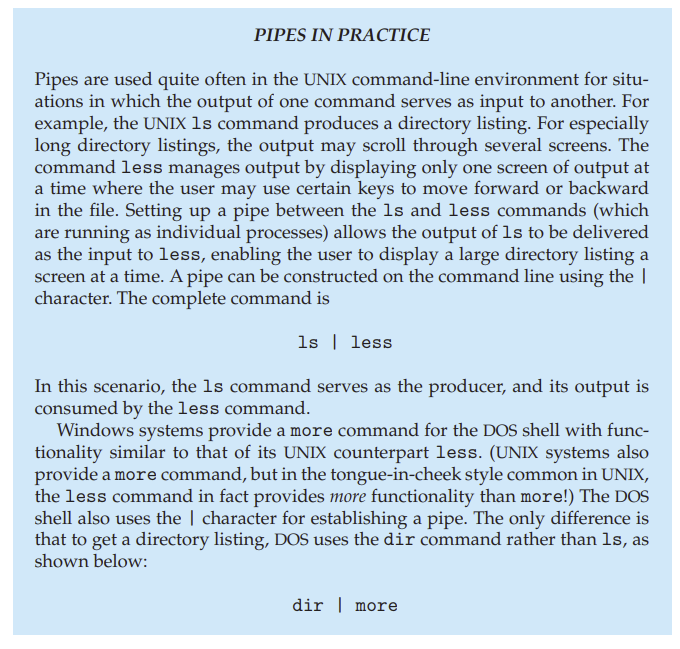 PIPES IN PRACTICE
Pipes are used quite often in the UNIX command-line environment for situ-
ations in which the output of one command serves as input to another. For
example, the UNIX ls command produces a directory listing. For especially
long directory listings, the output may scroll through several screens. The
command less manages output by displaying only one screen of output at
a time where the user may use certain keys to move forward or backward
in the file. Setting up a pipe between the ls and less commands (which
are running as individual processes) allows the output of ls to be delivered
as the input to less, enabling the user to display a large directory listing a
screen at a time. A pipe can be constructed on the command line using the |
character. The complete command is
ls | less
In this scenario, the ls command serves as the producer, and its output is
consumed by the less command.
Windows systems provide a more command for the DOS shell with func-
tionality similar to that of its UNIX counterpart less. (UNIX systems also
provide a more command, but in the tongue-in-cheek style common in UNIX,
the less command in fact provides more functionality than more!) The DOS
shell also uses the | character for establishing a pipe. The only difference is
that to get a directory listing, DOS uses the dir command rather than ls, as
shown below:
dir | more